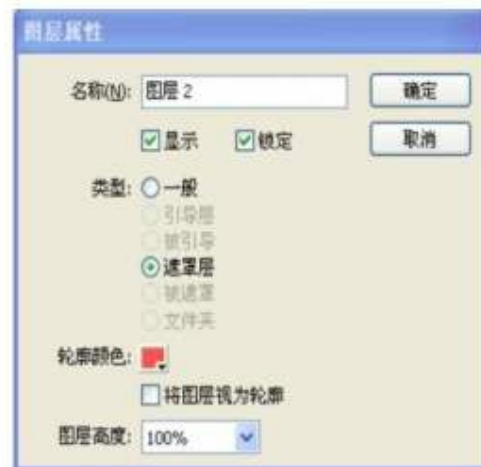 图层属性
名称(N): 图层 2 确定
显示 锁定 取消
类型: 一般
引导层
被引导
遮罩层
被遮罩
文件夹
轮廓颜色:
将图层视为轮廓
图层高度: 100%